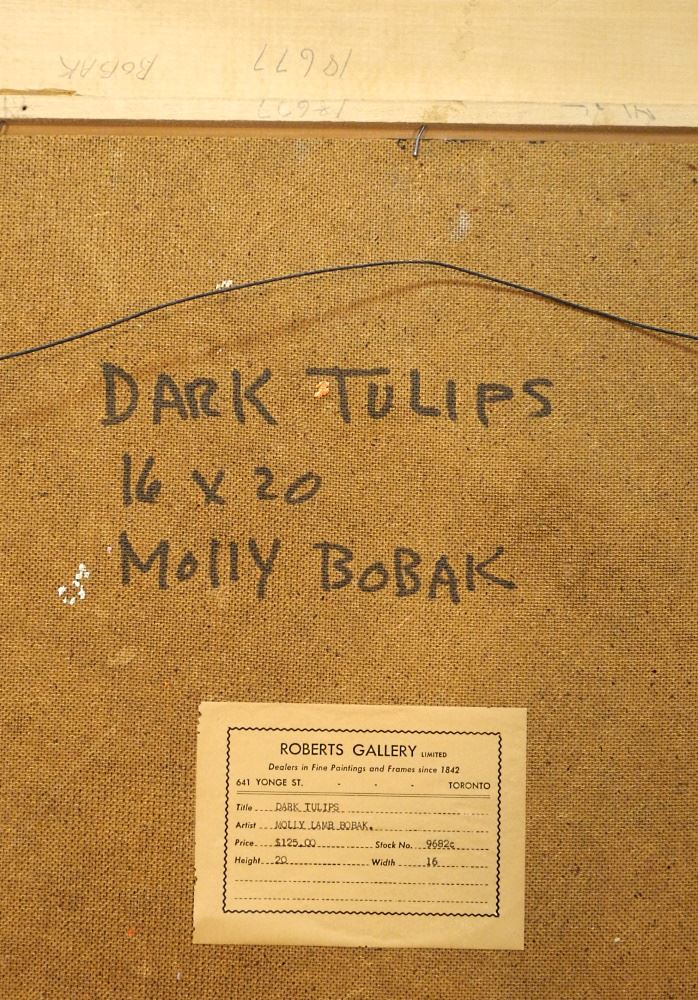 BOBAK 18677
17677
DARK TULIPS
16 x 20
Molly BOBAK
ROBERTS GALLERY LIMITED
Dealers in Fine Paintings and Frames since 1842
641 YONGE ST. - - - TORONTO
Title DARK TULIPS
Artist MOLLY LAMB BOBAK.
Price $125.00 Stock No. 9682c
Height 20 Width 16